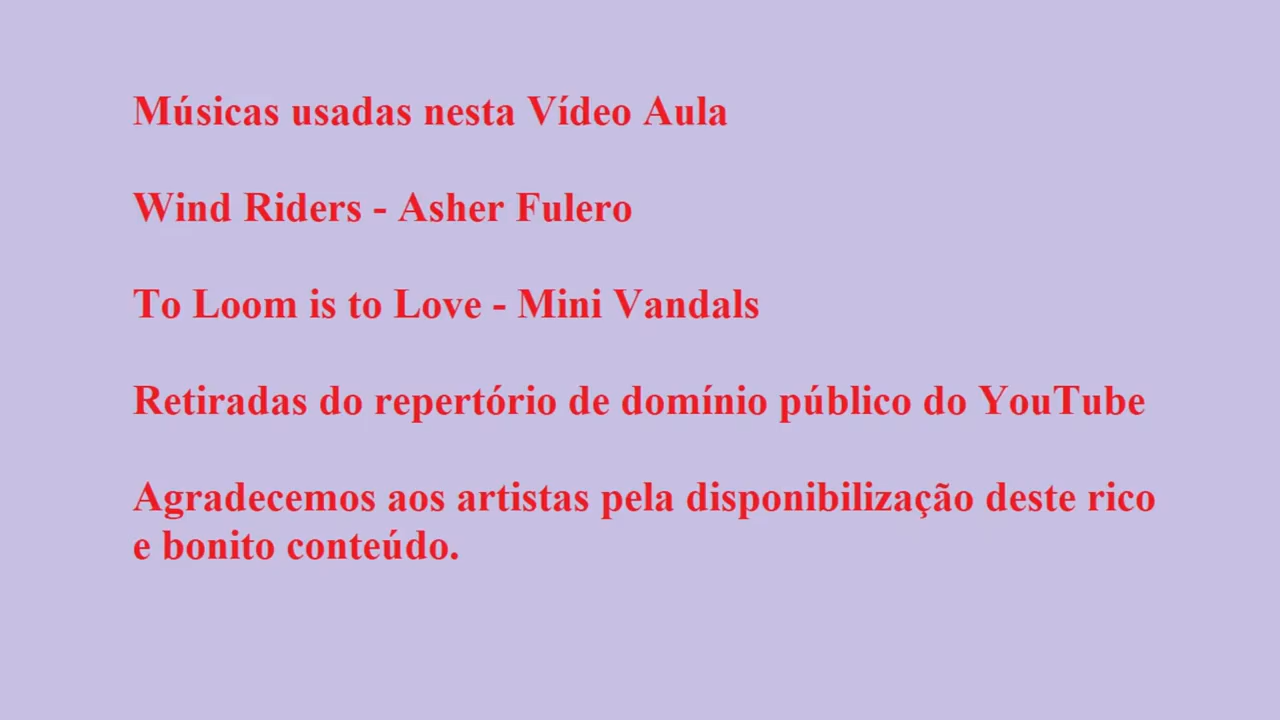 Músicas usadas nesta Vídeo Aula
Wind Riders - Asher Fulero
To Loom is to Love - Mini Vandals
Retiradas do repertório de domínio público do YouTube
Agradecemos aos artistas pela disponibilização deste rico
e bonito conteúdo.